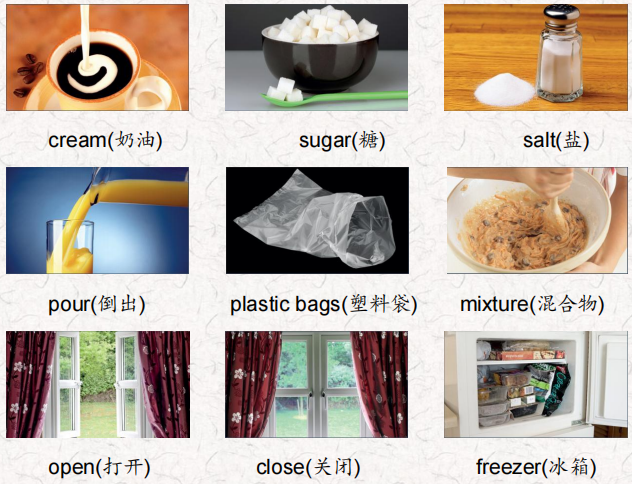 cream(奶油) sugar(糖) salt(盐)
pour(倒出) plastic bags(塑料袋) mixture(混合物)
open(打开) close(关闭) freezer(冰箱)